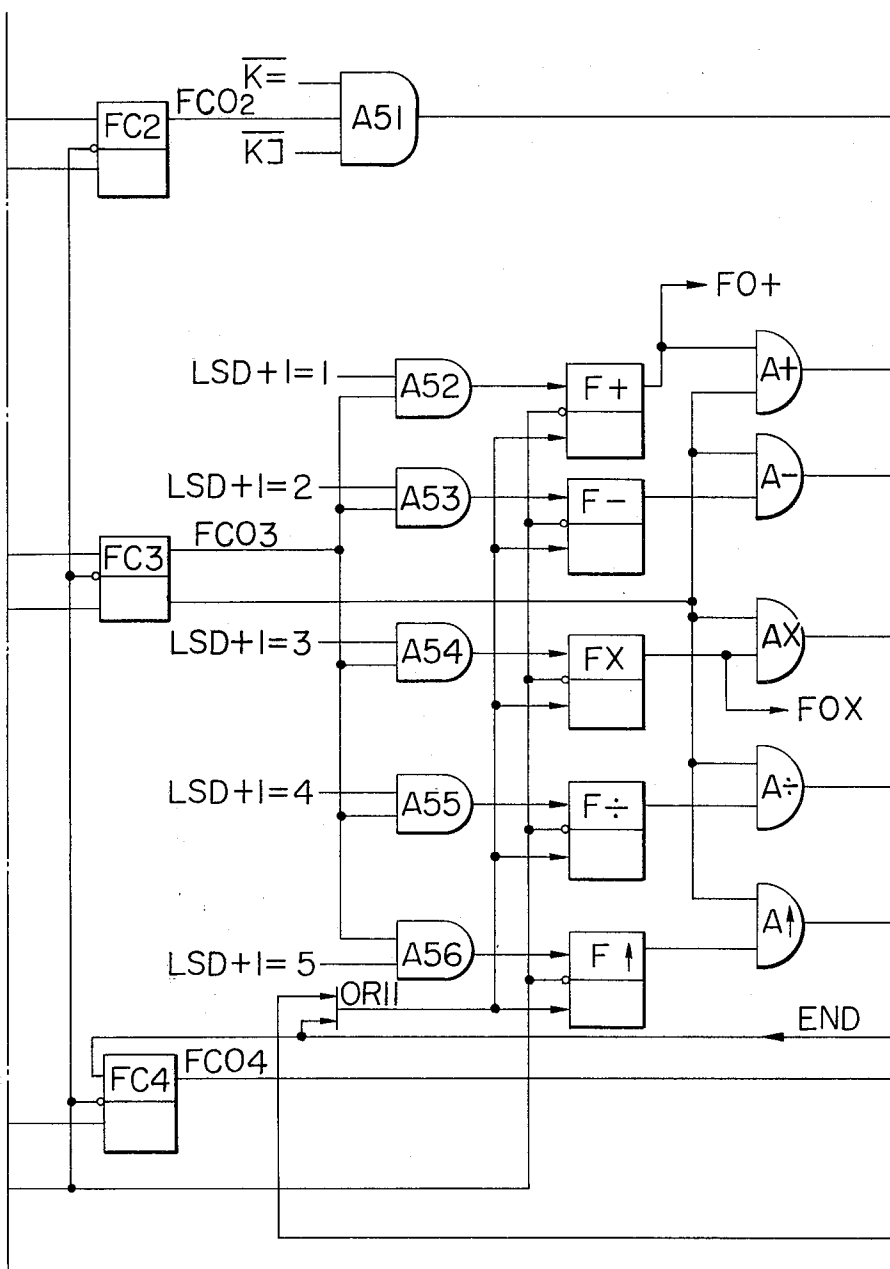 K̅=̅
FCO2
FC2
A51
K̅]̅
FO+
LSD+1=1
A52
F+
A+
LSD+1=2
A53
F-
A-
FCO3
FC3
LSD+1=3
A54
FX
AX
FOX
LSD+1=4
A55
F÷
A÷
LSD+1=5
A56
F↑
A↑
OR11
END
FCO4
FC4